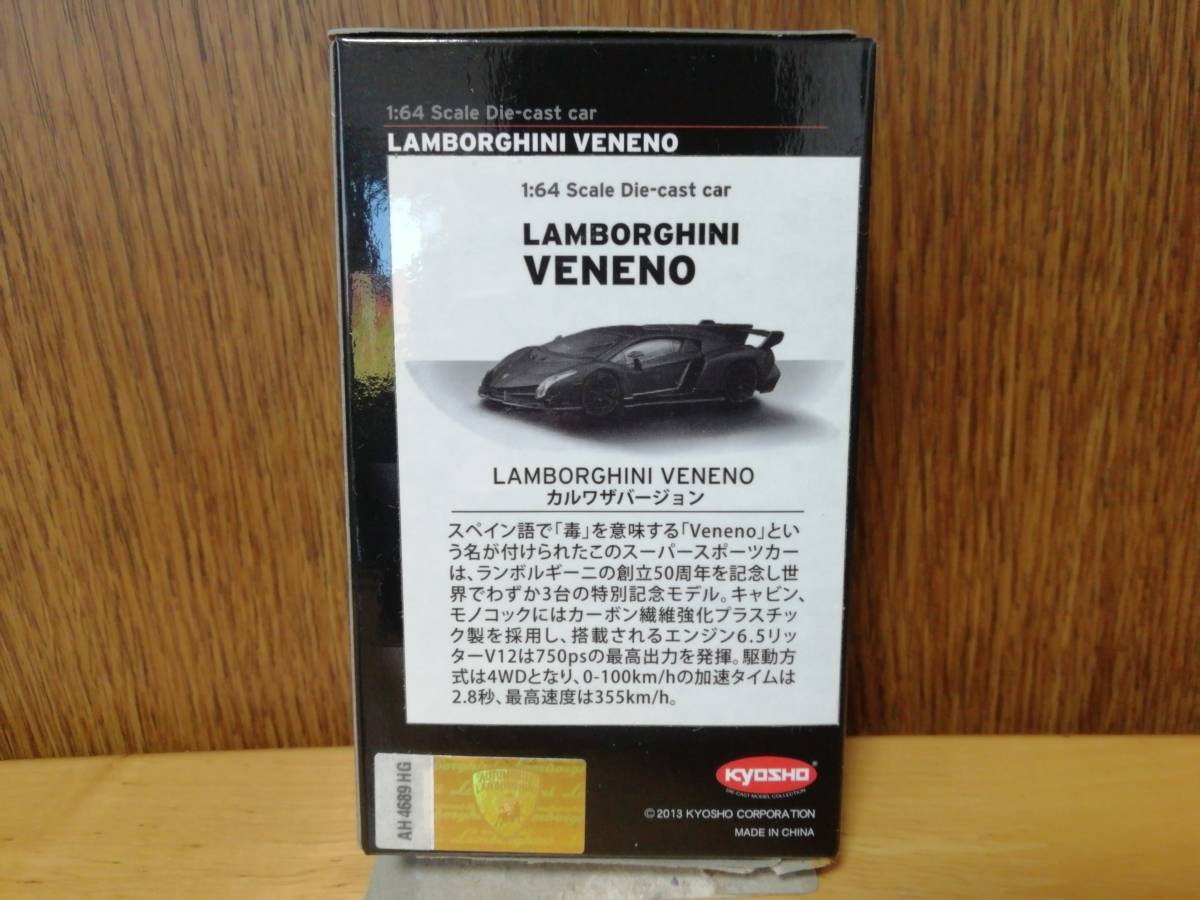 1:64 Scale Die-cast car
LAMBORGHINI VENENO
1:64 Scale Die-cast car
LAMBORGHINI
VENENO
LAMBORGHINI VENENO
カルワザバージョン
スペイン語で「毒」を意味する「Veneno」とい
う名が付けられたこのスーパースポーツカー
は、ランボルギーニの創立50周年を記念し世
界でわずか3台の特別記念モデル。キャビン、
モノコックにはカーボン繊維強化プラスチッ
ク製を採用し、搭載されるエンジン6.5リッ
ターV12は750psの最高出力を発揮。駆動方
式は4WDとなり、0-100km/hの加速タイムは
2.8秒、最高速度は355km/h。
AH 4689 HG
KYOSHO
DIE-CAST MODEL COLLECTION
©2013 KYOSHO CORPORATION
MADE IN CHINA